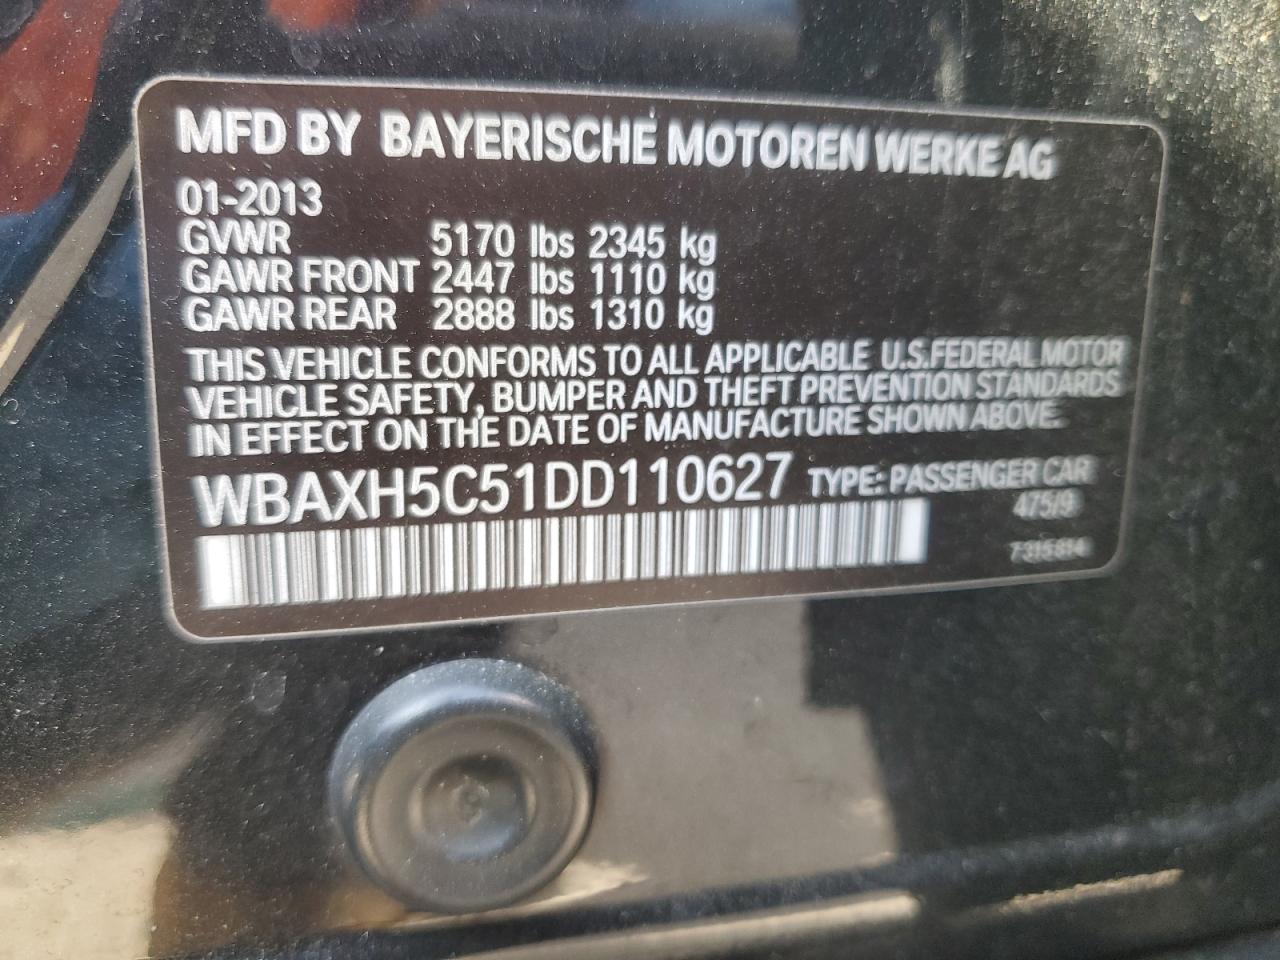 MFD BY BAYERISCHE MOTOREN WERKE AG
01-2013
GVWR 5170 lbs 2345 kg
GAWR FRONT 2447 lbs 1110 kg
GAWR REAR 2888 lbs 1310 kg
THIS VEHICLE CONFORMS TO ALL APPLICABLE U.S.FEDERAL MOTOR
VEHICLE SAFETY, BUMPER AND THEFT PREVENTION STANDARDS
IN EFFECT ON THE DATE OF MANUFACTURE SHOWN ABOVE.
WBAXH5C51DD110627 TYPE: PASSENGER CAR
475/9
7315814